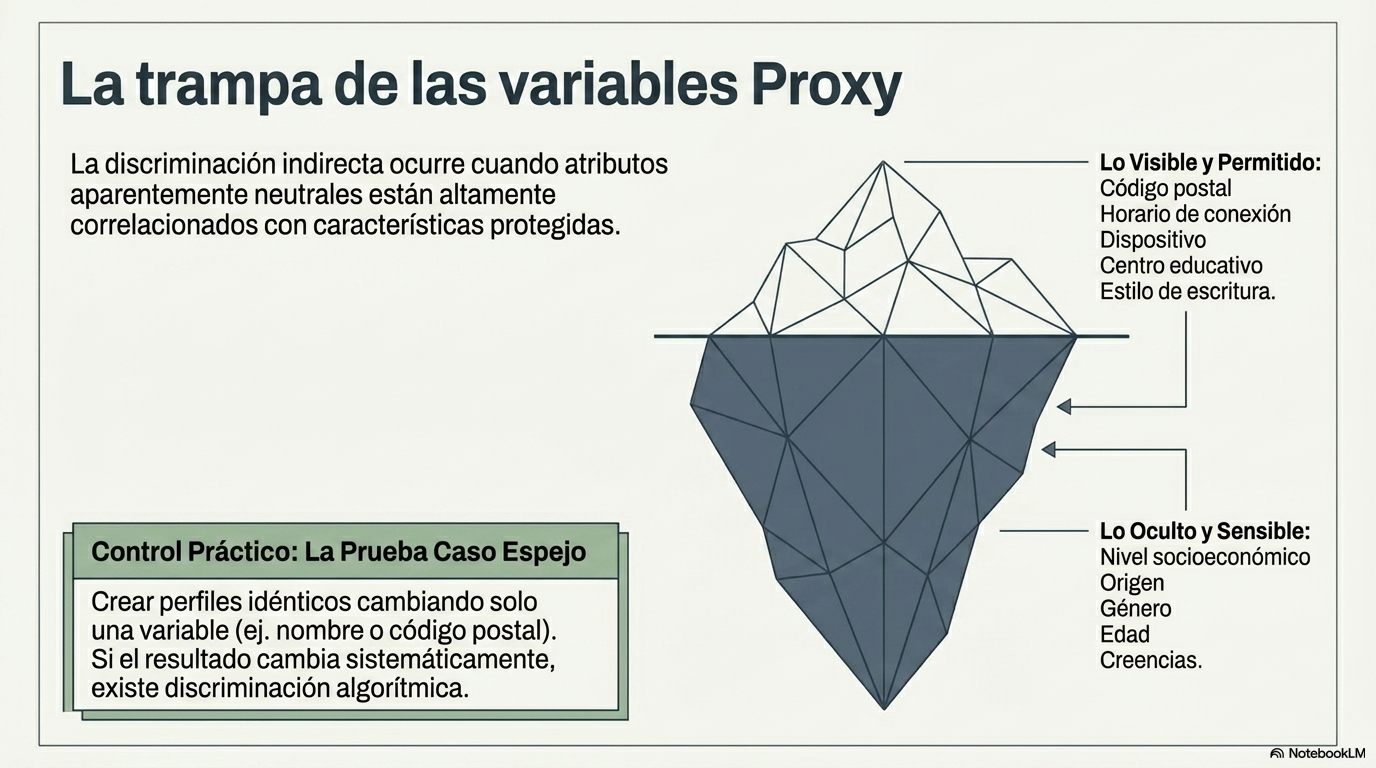 La trampa de las variables Proxy
La discriminación indirecta ocurre cuando atributos
aparentemente neutrales están altamente
correlacionados con características protegidas.
Lo Visible y Permitido:
Código postal
Horario de conexión
Dispositivo
Centro educativo
Estilo de escritura.
Control Práctico: La Prueba Caso Espejo
Crear perfiles idénticos cambiando solo
una variable (ej. nombre o código postal).
Si el resultado cambia sistemáticamente,
existe discriminación algorítmica.
Lo Oculto y Sensible:
Nivel socioeconómico
Origen
Género
Edad
Creencias.
NotebookLM